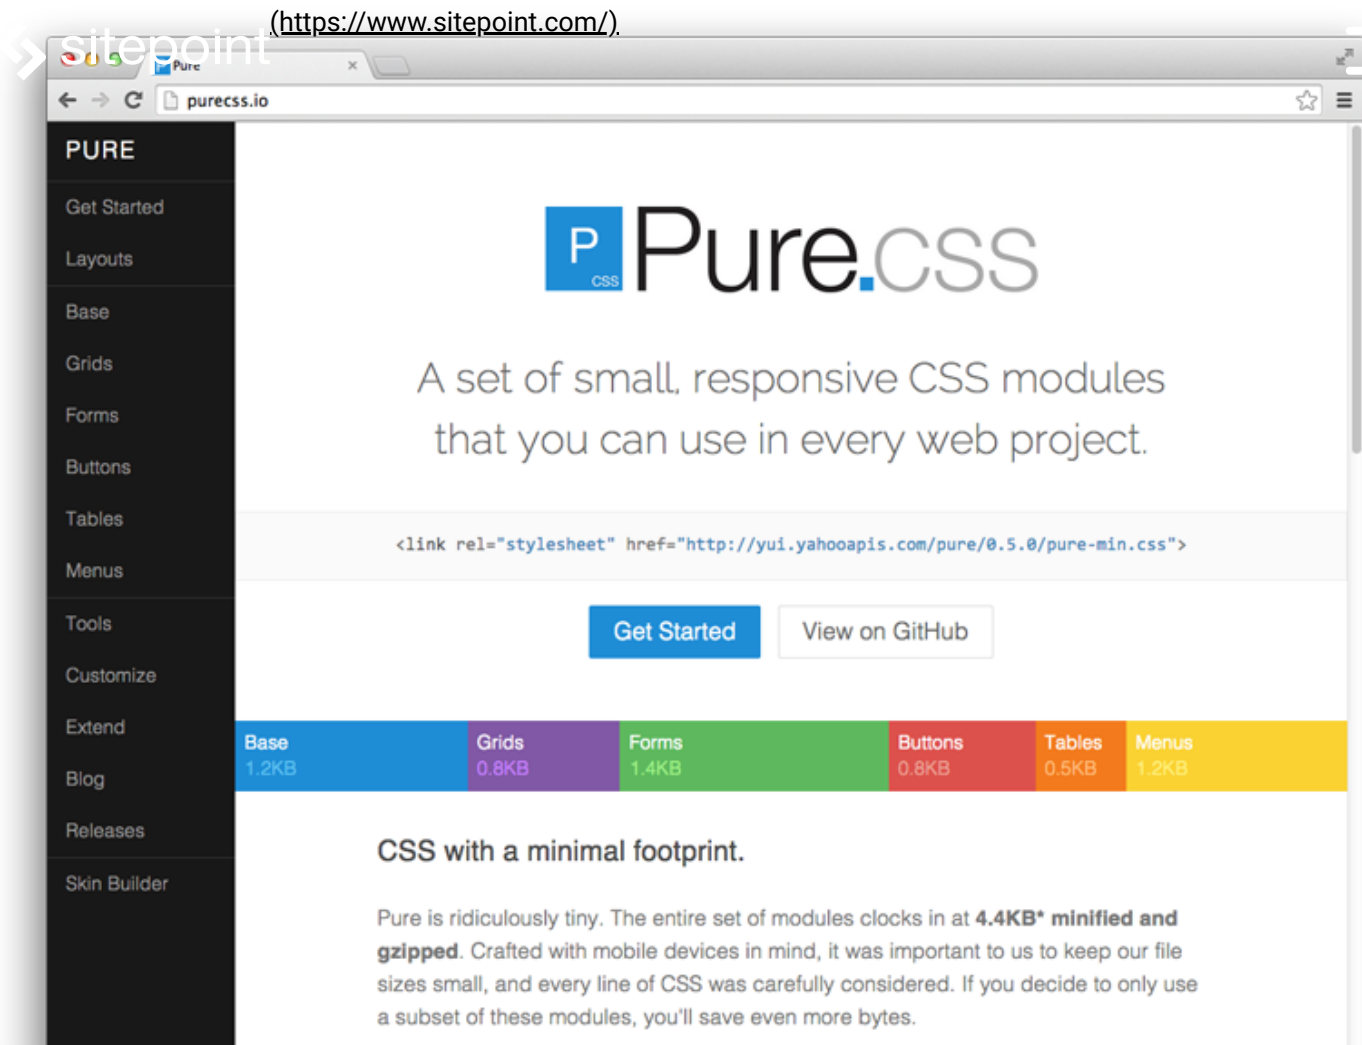 (https://www.sitepoint.com/)
sitepoint
Pure
purecss.io
PURE
Get Started
Layouts
Base
Grids
Forms
Buttons
Tables
Menus
Tools
Customize
Extend
Blog
Releases
Skin Builder
P
css
Pure.css
A set of small, responsive CSS modules
that you can use in every web project.
<link rel="stylesheet" href="http://yui.yahooapis.com/pure/0.5.0/pure-min.css">
Get Started
View on GitHub
Base
1.2KB
Grids
0.8KB
Forms
1.4KB
Buttons
0.8KB
Tables
0.5KB
Menus
1.2KB
CSS with a minimal footprint.
Pure is ridiculously tiny. The entire set of modules clocks in at 4.4KB* minified and
gzipped. Crafted with mobile devices in mind, it was important to us to keep our file
sizes small, and every line of CSS was carefully considered. If you decide to only use
a subset of these modules, you'll save even more bytes.